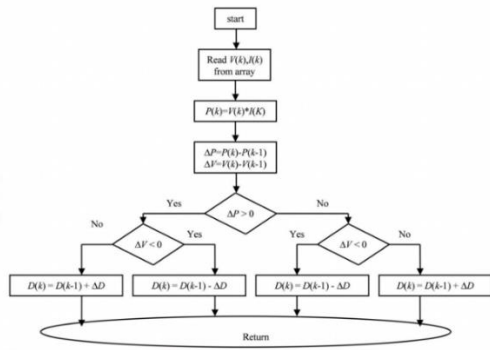 start
Read V(k),I(k)
from array
P(k)=V(k)*I(K)
ΔP=P(k)-P(k-1)
ΔV=V(k)-V(k-1)
Yes
ΔP > 0
No
No
ΔV < 0
Yes
Yes
ΔV < 0
No
D(k) = D(k-1) + ΔD
D(k) = D(k-1) - ΔD
D(k) = D(k-1) - ΔD
D(k) = D(k-1) + ΔD
Return